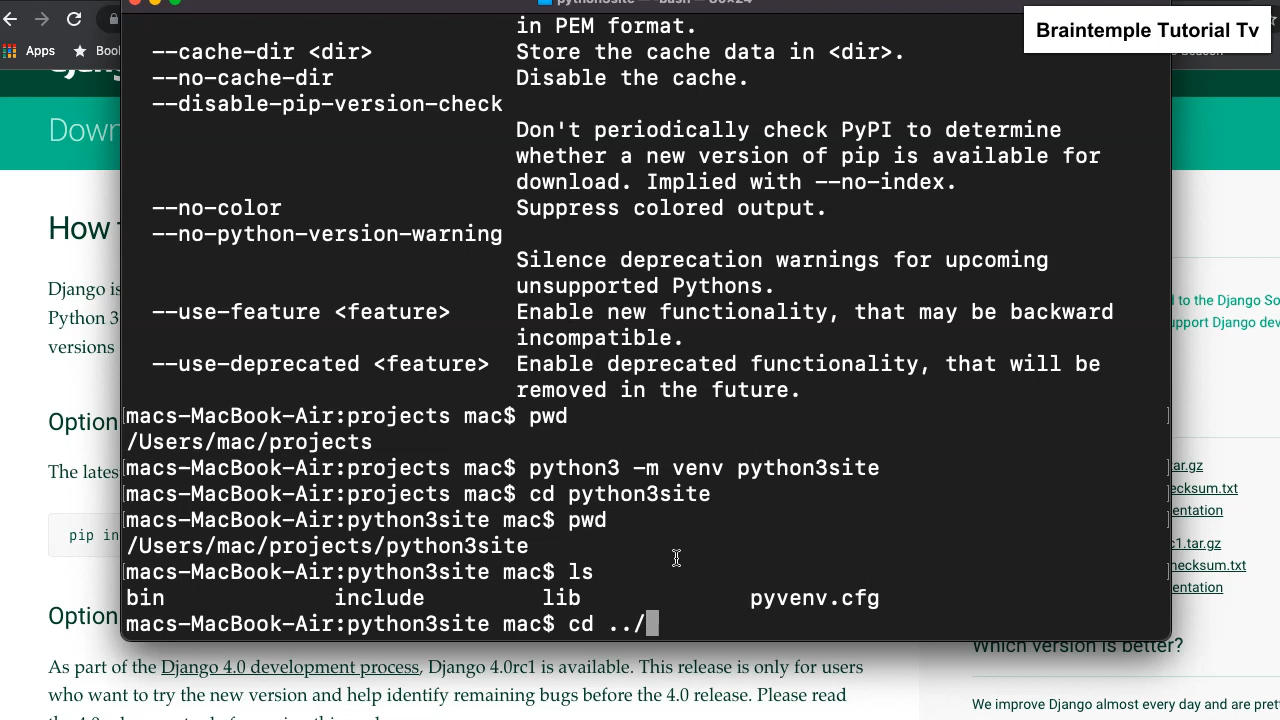 python3site — -bash — 80×24
Braintemple Tutorial Tv
Apps
in PEM format.
--cache-dir <dir> Store the cache data in <dir>.
--no-cache-dir Disable the cache.
--disable-pip-version-check
Don't periodically check PyPI to determine
whether a new version of pip is available for
download. Implied with --no-index.
--no-color Suppress colored output.
--no-python-version-warning
Silence deprecation warnings for upcoming
unsupported Pythons.
--use-feature <feature> Enable new functionality, that may be backward
incompatible.
--use-deprecated <feature> Enable deprecated functionality, that will be
removed in the future.
macs-MacBook-Air:projects mac$ pwd
/Users/mac/projects
macs-MacBook-Air:projects mac$ python3 -m venv python3site
macs-MacBook-Air:projects mac$ cd python3site
macs-MacBook-Air:python3site mac$ pwd
/Users/mac/projects/python3site
macs-MacBook-Air:python3site mac$ ls
bin include lib pyvenv.cfg
macs-MacBook-Air:python3site mac$ cd ../
Down
How
Django is
Python 3
versions
Option
The lates
pip in
Option
As part of the Django 4.0 development process, Django 4.0rc1 is available. This release is only for users
who want to try the new version and help identify remaining bugs before the 4.0 release. Please read
d to the Django So
upport Django dev
tar.gz
ecksum.txt
entation
c1.tar.gz
hecksum.txt
entation
Which version is better?
We improve Django almost every day and are pret